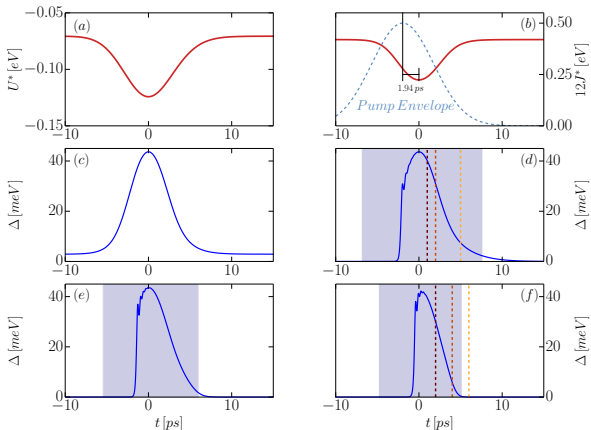 −0.05
−0.10
−0.15
U* [eV]
(a)
−10 0 10
(b)
1.94 ps
Pump Envelope
0.50
0.25
0.00
12J* [eV]
−10 0 10
40
20
0
Δ [meV]
(c)
−10 0 10
(d)
40
20
0
Δ [meV]
−10 0 10
40
20
0
Δ [meV]
(e)
−10 0 10
t [ps]
(f)
40
20
0
Δ [meV]
−10 0 10
t [ps]